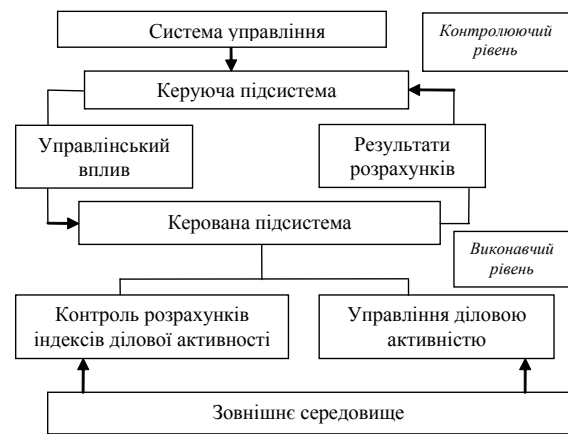 Система управління
Контролюючий
рівень
Керуюча підсистема
Управлінський
вплив
Результати
розрахунків
Керована підсистема
Виконавчий
рівень
Контроль розрахунків
індексів ділової активності
Управління діловою
активністю
Зовнішнє середовище